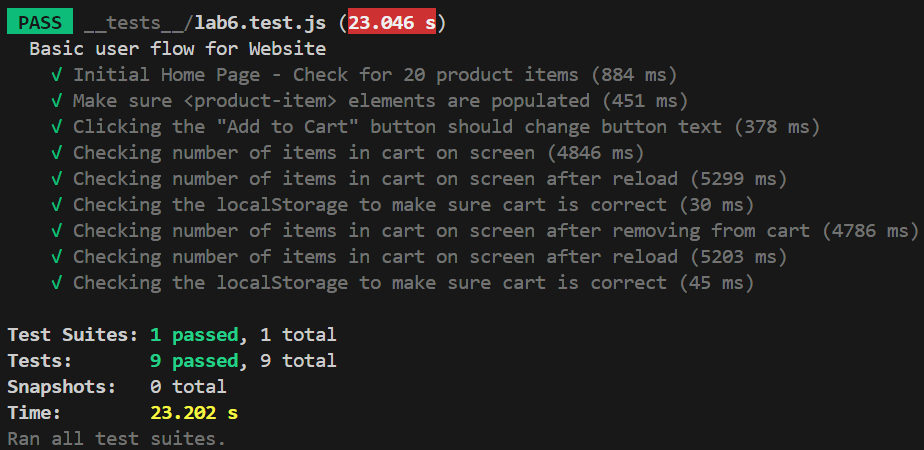 PASS __tests__/lab6.test.js (23.046 s)
Basic user flow for Website
√ Initial Home Page - Check for 20 product items (884 ms)
√ Make sure <product-item> elements are populated (451 ms)
√ Clicking the "Add to Cart" button should change button text (378 ms)
√ Checking number of items in cart on screen (4846 ms)
√ Checking number of items in cart on screen after reload (5299 ms)
√ Checking the localStorage to make sure cart is correct (30 ms)
√ Checking number of items in cart on screen after removing from cart (4786 ms)
√ Checking number of items in cart on screen after reload (5203 ms)
√ Checking the localStorage to make sure cart is correct (45 ms)
Test Suites: 1 passed, 1 total
Tests: 9 passed, 9 total
Snapshots: 0 total
Time: 23.202 s
Ran all test suites.